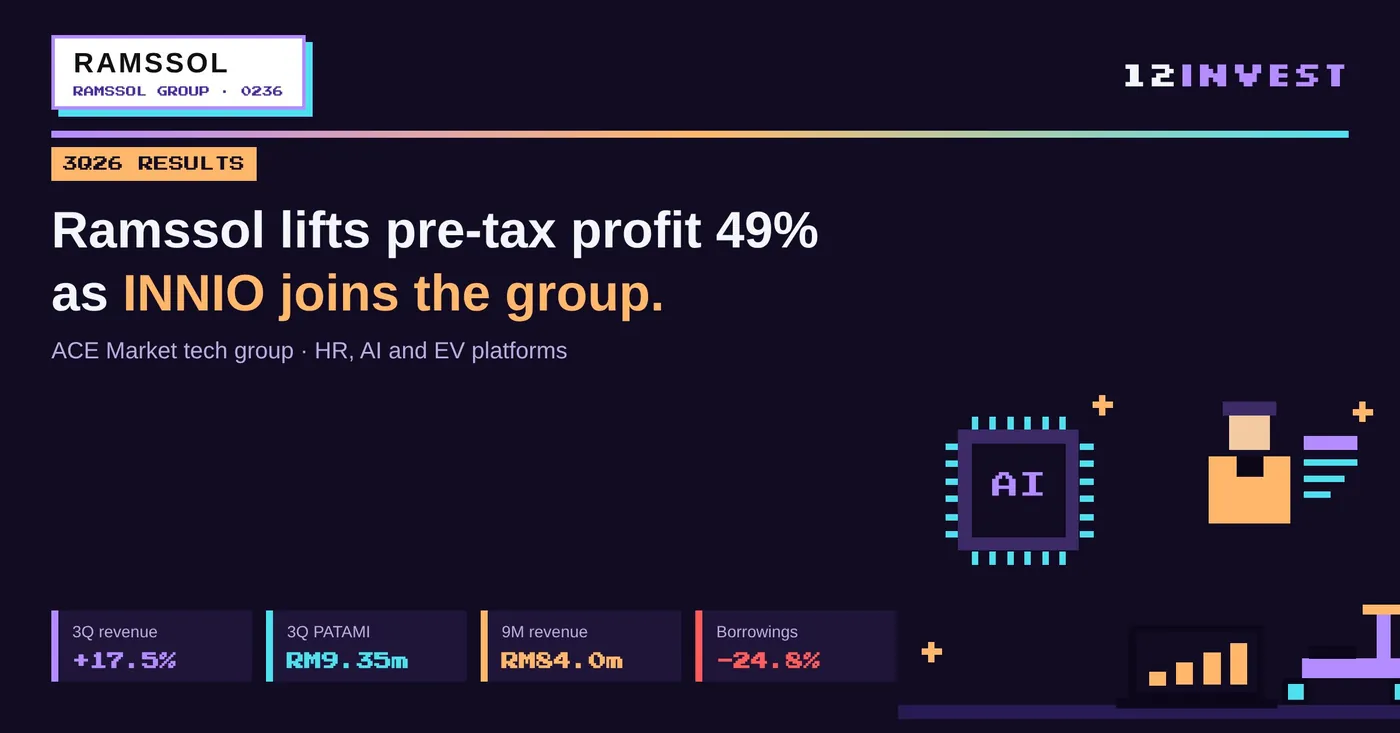 RAMSSOL
RAMSSOL GROUP · 0236
12INVEST
3Q26 RESULTS
Ramssol lifts pre-tax profit 49%
as INNIO joins the group.
ACE Market tech group · HR, AI and EV platforms
AI
3Q revenue
+17.5%
3Q PATAMI
RM9.35m
9M revenue
RM84.0m
Borrowings
-24.8%